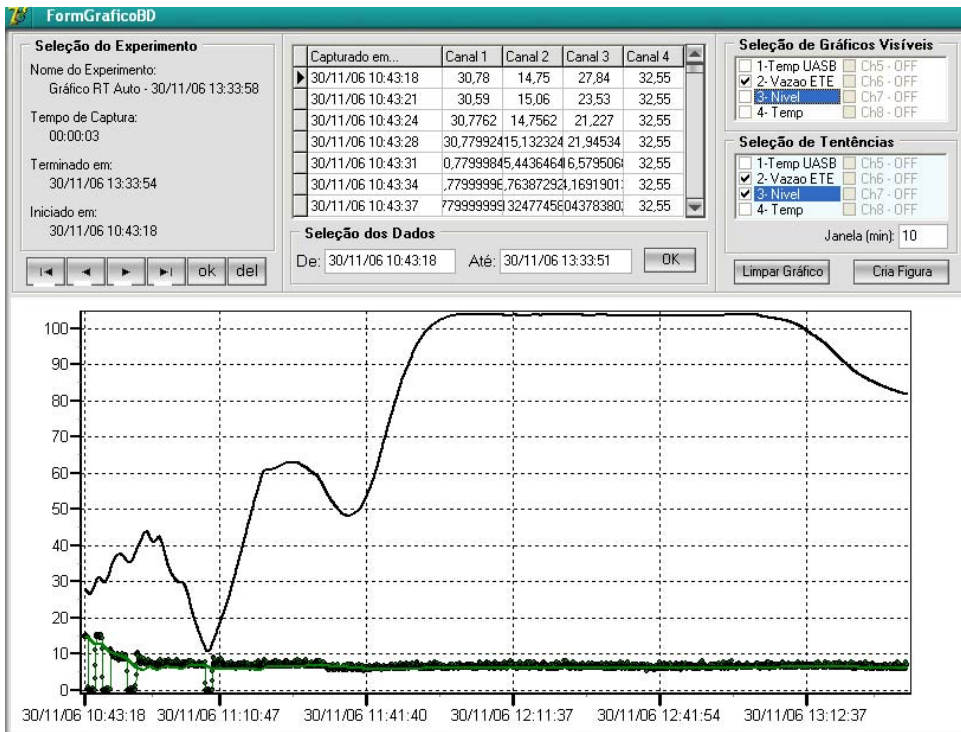 FormGraficoBD
Seleção do Experimento
Nome do Experimento:
Gráfico RT Auto - 30/11/06 13:33:58
Tempo de Captura:
00:00:03
Terminado em:
30/11/06 13:33:54
Iniciado em:
30/11/06 10:43:18
ok del
Capturado em... Canal 1 Canal 2 Canal 3 Canal 4
30/11/06 10:43:18 30,78 14,75 27,84 32,55
30/11/06 10:43:21 30,59 15,06 23,53 32,55
30/11/06 10:43:24 30,7762 14,7562 21,227 32,55
30/11/06 10:43:28 30,779924 15,132324 21,94534 32,55
30/11/06 10:43:31 0,77999845 5,4436464 32,55
30/11/06 10:43:34 32,55
30/11/06 10:43:37 32,55
Seleção dos Dados
De: 30/11/06 10:43:18 Até: 30/11/06 13:33:51 OK
Seleção de Gráficos Visíveis
1-Temp UASB Ch5 - OFF
2- Vazao ETE Ch6 - OFF
3- Nivel Ch7 - OFF
4- Temp Ch8 - OFF
Seleção de Tentências
1-Temp UASB Ch5 - OFF
2- Vazao ETE Ch6 - OFF
3- Nivel Ch7 - OFF
4- Temp Ch8 - OFF
Janela (min): 10
Limpar Gráfico Cria Figura
100
90
80
70
60
50
40
30
20
10
0
30/11/06 10:43:18 30/11/06 11:10:47 30/11/06 11:41:40 30/11/06 12:11:37 30/11/06 12:41:54 30/11/06 13:12:37